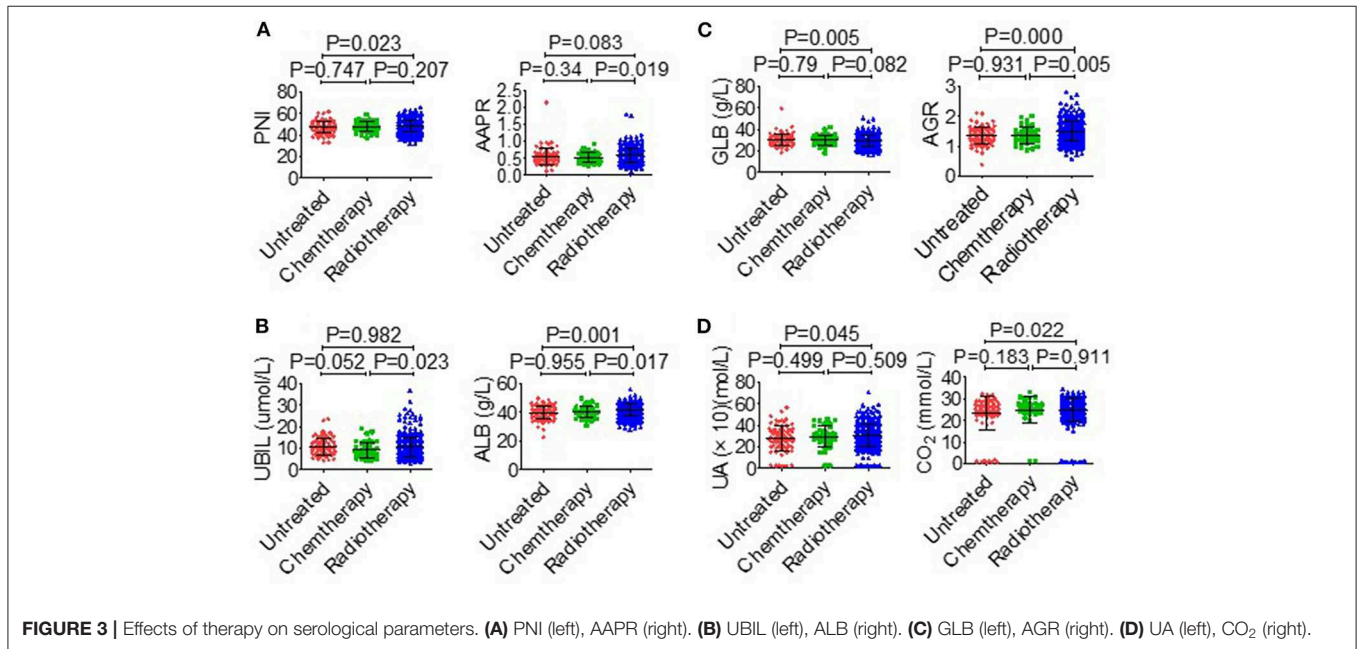 A
P=0.023
P=0.747 P=0.207
PNI
80
60
40
20
0
Untreated
Chemtherapy
Radiotherapy
P=0.083
P=0.34 P=0.019
AAPR
2.5
2.0
1.5
1.0
0.5
0.0
Untreated
Chemtherapy
Radiotherapy
C
P=0.005
P=0.79 P=0.082
GLB (g/L)
80
60
40
20
0
Untreated
Chemtherapy
Radiotherapy
P=0.000
P=0.931 P=0.005
AGR
3
2
1
0
Untreated
Chemtherapy
Radiotherapy
B
P=0.982
P=0.052 P=0.023
UBIL (umol/L)
40
30
20
10
0
Untreated
Chemtherapy
Radiotherapy
P=0.001
P=0.955 P=0.017
ALB (g/L)
60
40
20
0
Untreated
Chemtherapy
Radiotherapy
D
P=0.045
P=0.499 P=0.509
UA (× 10)(mol/L)
80
60
40
20
0
Untreated
Chemtherapy
Radiotherapy
P=0.022
P=0.183 P=0.911
CO₂ (mmol/L)
40
30
20
10
0
Untreated
Chemtherapy
Radiotherapy
FIGURE 3 | Effects of therapy on serological parameters. (A) PNI (left), AAPR (right). (B) UBIL (left), ALB (right). (C) GLB (left), AGR (right). (D) UA (left), CO₂ (right).